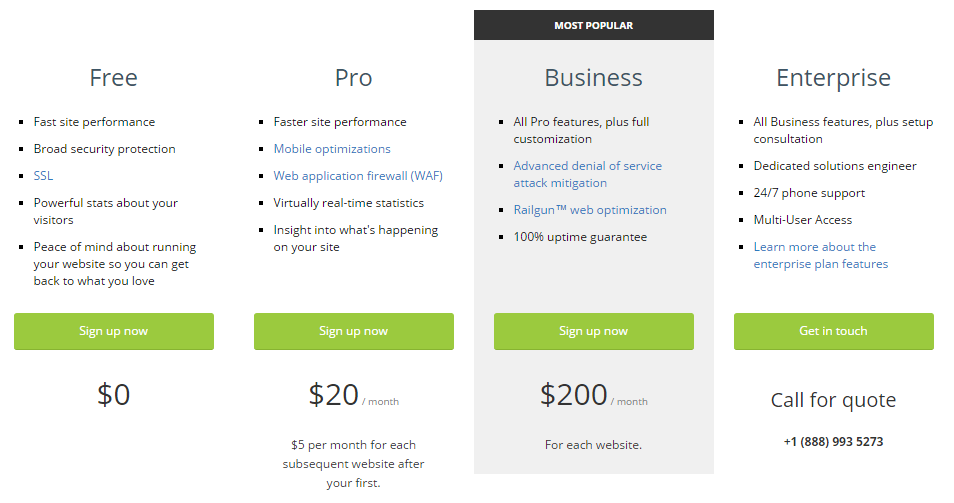 MOST POPULAR
Free
Fast site performance
Broad security protection
SSL
Powerful stats about your
visitors
Peace of mind about running
your website so you can get
back to what you love
Sign up now
$0
Pro
Faster site performance
Mobile optimizations
Web application firewall (WAF)
Virtually real-time statistics
Insight into what's happening
on your site
Sign up now
$20 / month
$5 per month for each
subsequent website after
your first.
Business
All Pro features, plus full
customization
Advanced denial of service
attack mitigation
Railgun™ web optimization
100% uptime guarantee
Sign up now
$200 / month
For each website.
Enterprise
All Business features, plus setup
consultation
Dedicated solutions engineer
24/7 phone support
Multi-User Access
Learn more about the
enterprise plan features
Get in touch
Call for quote
+1 (888) 993 5273